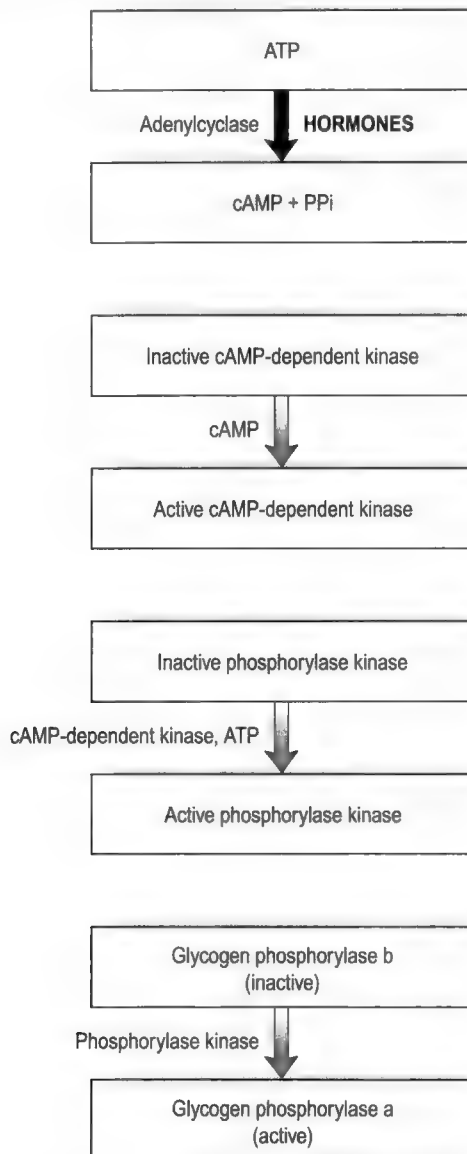 ATP
Adenylcyclase HORMONES
cAMP + PPi
Inactive cAMP-dependent kinase
cAMP
Active cAMP-dependent kinase
Inactive phosphorylase kinase
cAMP-dependent kinase, ATP
Active phosphorylase kinase
Glycogen phosphorylase b
(inactive)
Phosphorylase kinase
Glycogen phosphorylase a
(active)